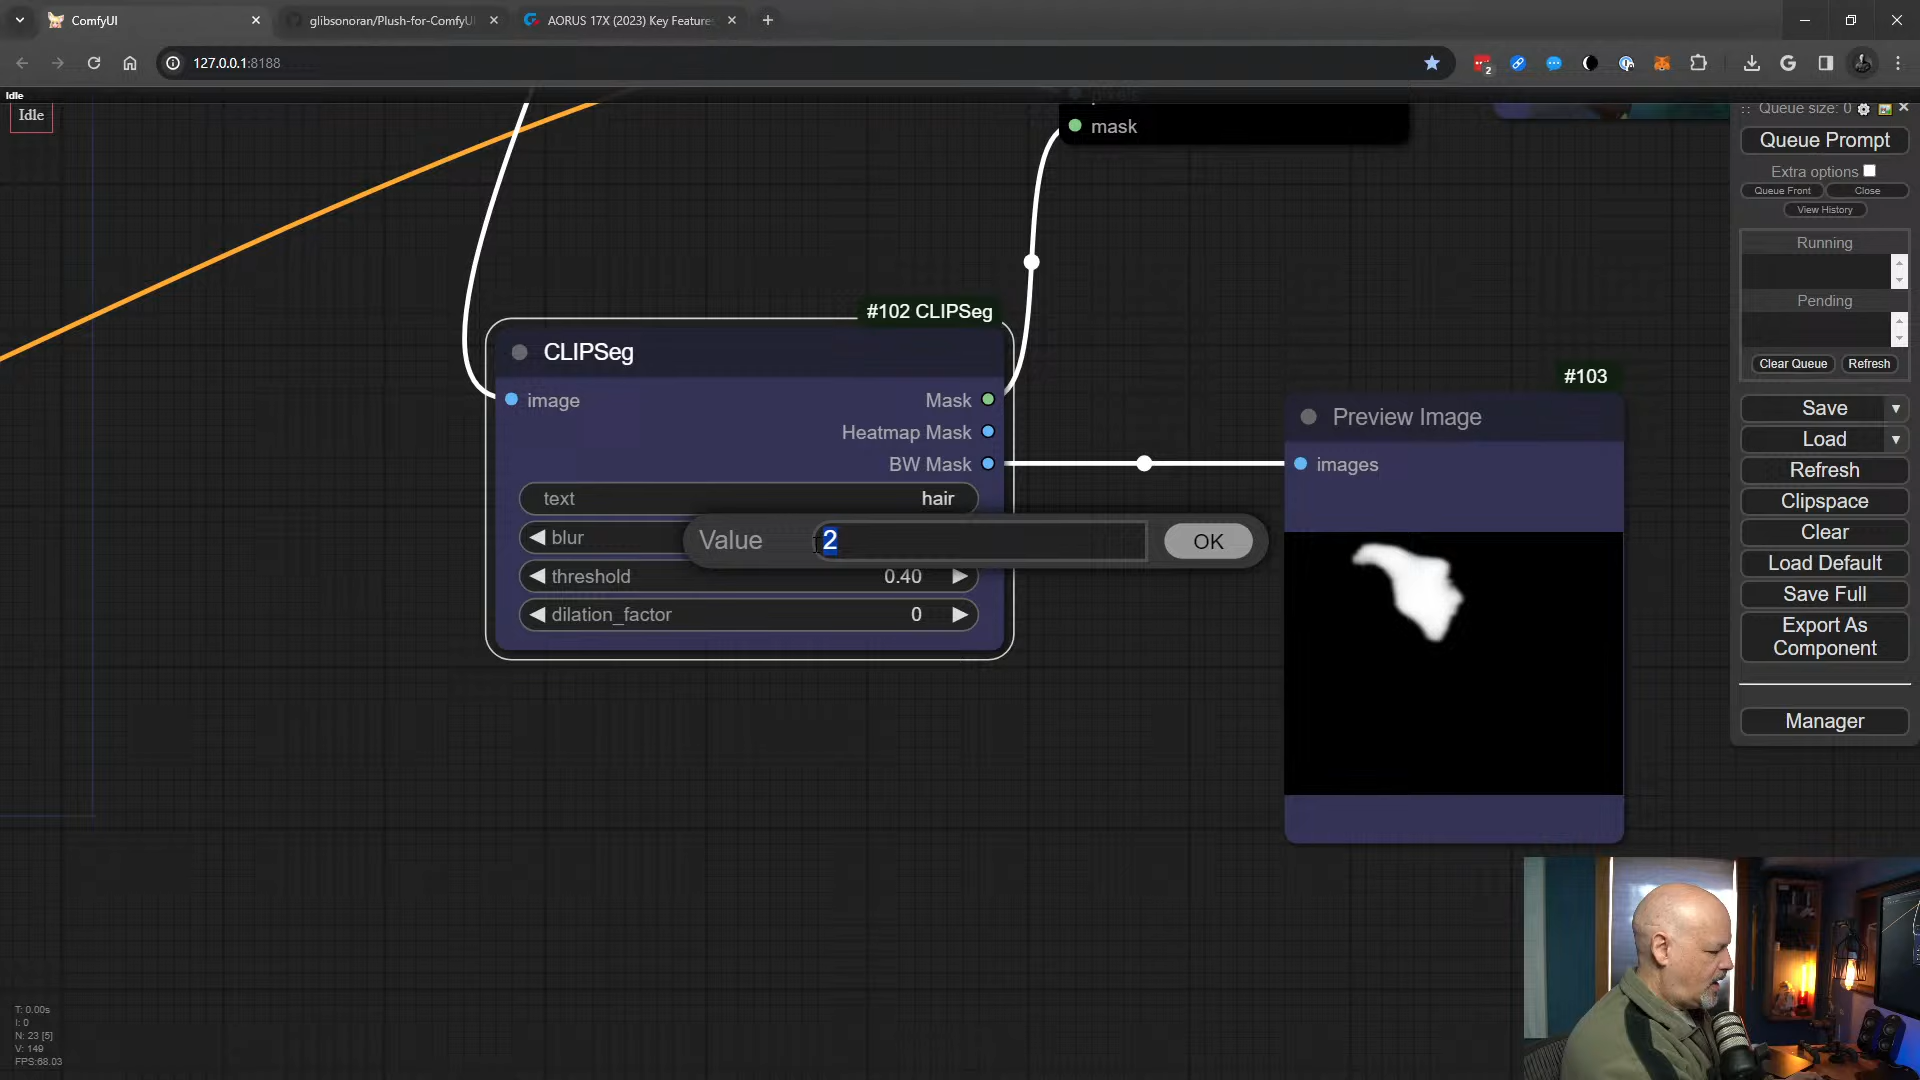 ComfyUI
glibsonoran/Plush-for-ComfyUI
AORUS 17X (2023) Key Feature
127.0.0.1:8188
2
Idle
Idle
mask
Queue size: 0
Queue Prompt
Extra options
Queue Front
Close
View History
Running
Pending
Clear Queue
Refresh
Save
Load
Refresh
Clipspace
Clear
Load Default
Save Full
Export As
Component
Manager
#102 CLIPSeg
CLIPSeg
image
Mask
Heatmap Mask
BW Mask
text
hair
blur
Value
2
OK
threshold
0.40
dilation_factor
0
#103
Preview Image
images
T: 0.00s
I: 0
N: 23 [5]
V: 149
FPS:68.03